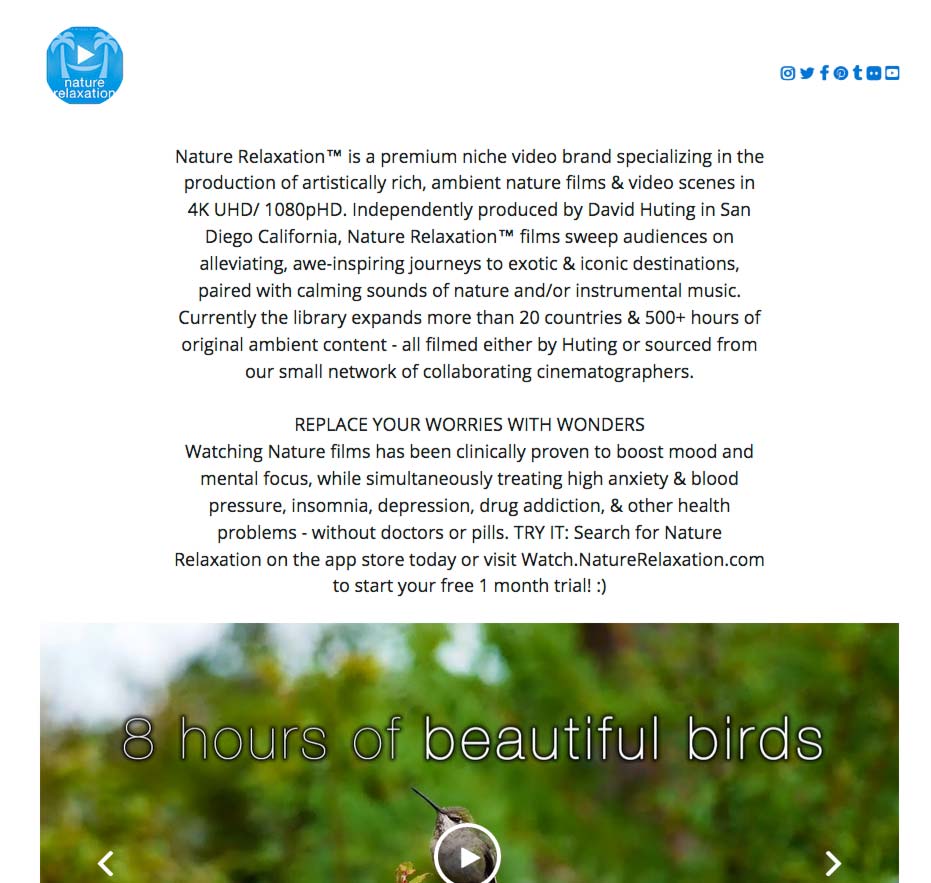 nature
relaxation
Nature Relaxation™ is a premium niche video brand specializing in the
production of artistically rich, ambient nature films & video scenes in
4K UHD/ 1080pHD. Independently produced by David Huting in San
Diego California, Nature Relaxation™ films sweep audiences on
alleviating, awe-inspiring journeys to exotic & iconic destinations,
paired with calming sounds of nature and/or instrumental music.
Currently the library expands more than 20 countries & 500+ hours of
original ambient content - all filmed either by Huting or sourced from
our small network of collaborating cinematographers.
REPLACE YOUR WORRIES WITH WONDERS
Watching Nature films has been clinically proven to boost mood and
mental focus, while simultaneously treating high anxiety & blood
pressure, insomnia, depression, drug addiction, & other health
problems - without doctors or pills. TRY IT: Search for Nature
Relaxation on the app store today or visit Watch.NatureRelaxation.com
to start your free 1 month trial! :)
8 hours of beautiful birds